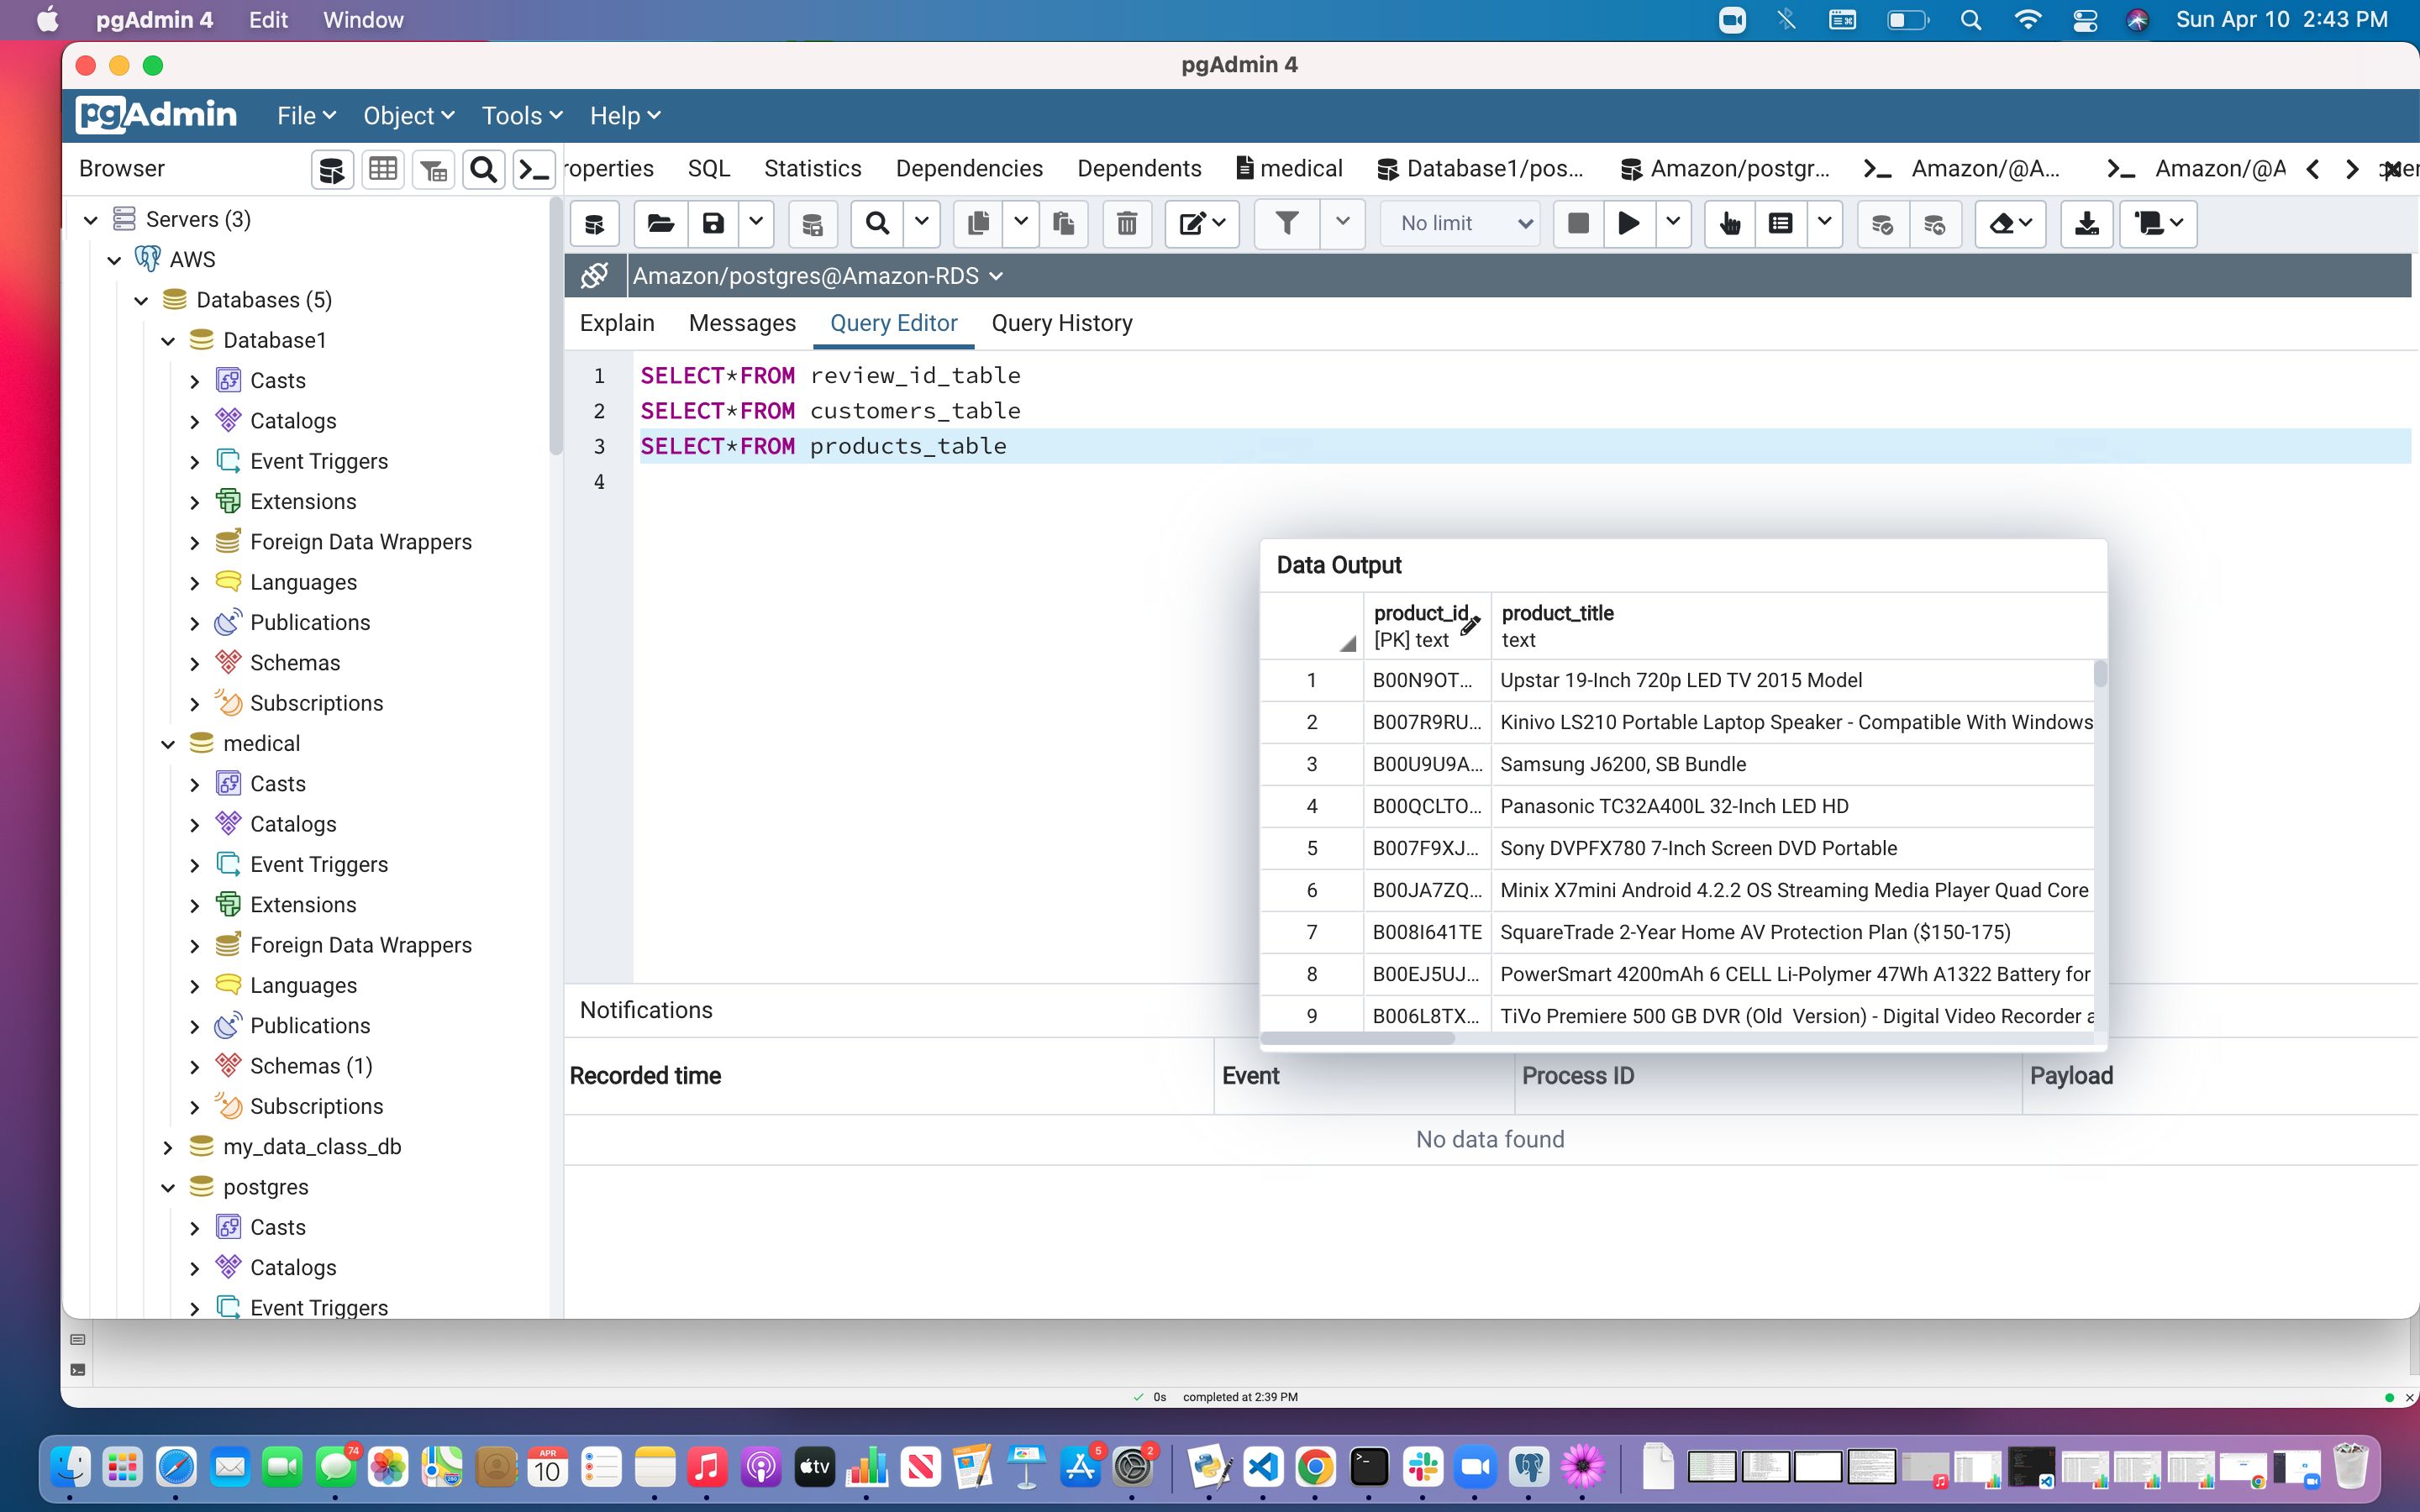 pgAdmin 4 Edit Window
Sun Apr 10 2:43 PM
pgAdmin 4
pgAdmin File Object Tools Help
Browser
roperties SQL Statistics Dependencies Dependents medical Database1/pos... Amazon/postgr... Amazon/@A... Amazon/@A
No limit
Amazon/postgres@Amazon-RDS
Explain Messages Query Editor Query History
1 SELECT*FROM review_id_table
2 SELECT*FROM customers_table
3 SELECT*FROM products_table
4
Servers (3)
AWS
Databases (5)
Database1
Casts
Catalogs
Event Triggers
Extensions
Foreign Data Wrappers
Languages
Publications
Schemas
Subscriptions
medical
Casts
Catalogs
Event Triggers
Extensions
Foreign Data Wrappers
Languages
Publications
Schemas (1)
Subscriptions
my_data_class_db
postgres
Casts
Catalogs
Event Triggers
Data Output
product_id product_title
[PK] text text
1 B00N9OT... Upstar 19-Inch 720p LED TV 2015 Model
2 B007R9RU... Kinivo LS210 Portable Laptop Speaker - Compatible With Windows
3 B00U9U9A... Samsung J6200, SB Bundle
4 B00QCLTO... Panasonic TC32A400L 32-Inch LED HD
5 B007F9XJ... Sony DVPFX780 7-Inch Screen DVD Portable
6 B00JA7ZQ... Minix X7mini Android 4.2.2 OS Streaming Media Player Quad Core
7 B008I641TE SquareTrade 2-Year Home AV Protection Plan ($150-175)
8 B00EJ5UJ... PowerSmart 4200mAh 6 CELL Li-Polymer 47Wh A1322 Battery for
9 B006L8TX... TiVo Premiere 500 GB DVR (Old Version) - Digital Video Recorder a
Notifications
Recorded time Event Process ID Payload
No data found
0s completed at 2:39 PM
74
APR
10
tv
5
2